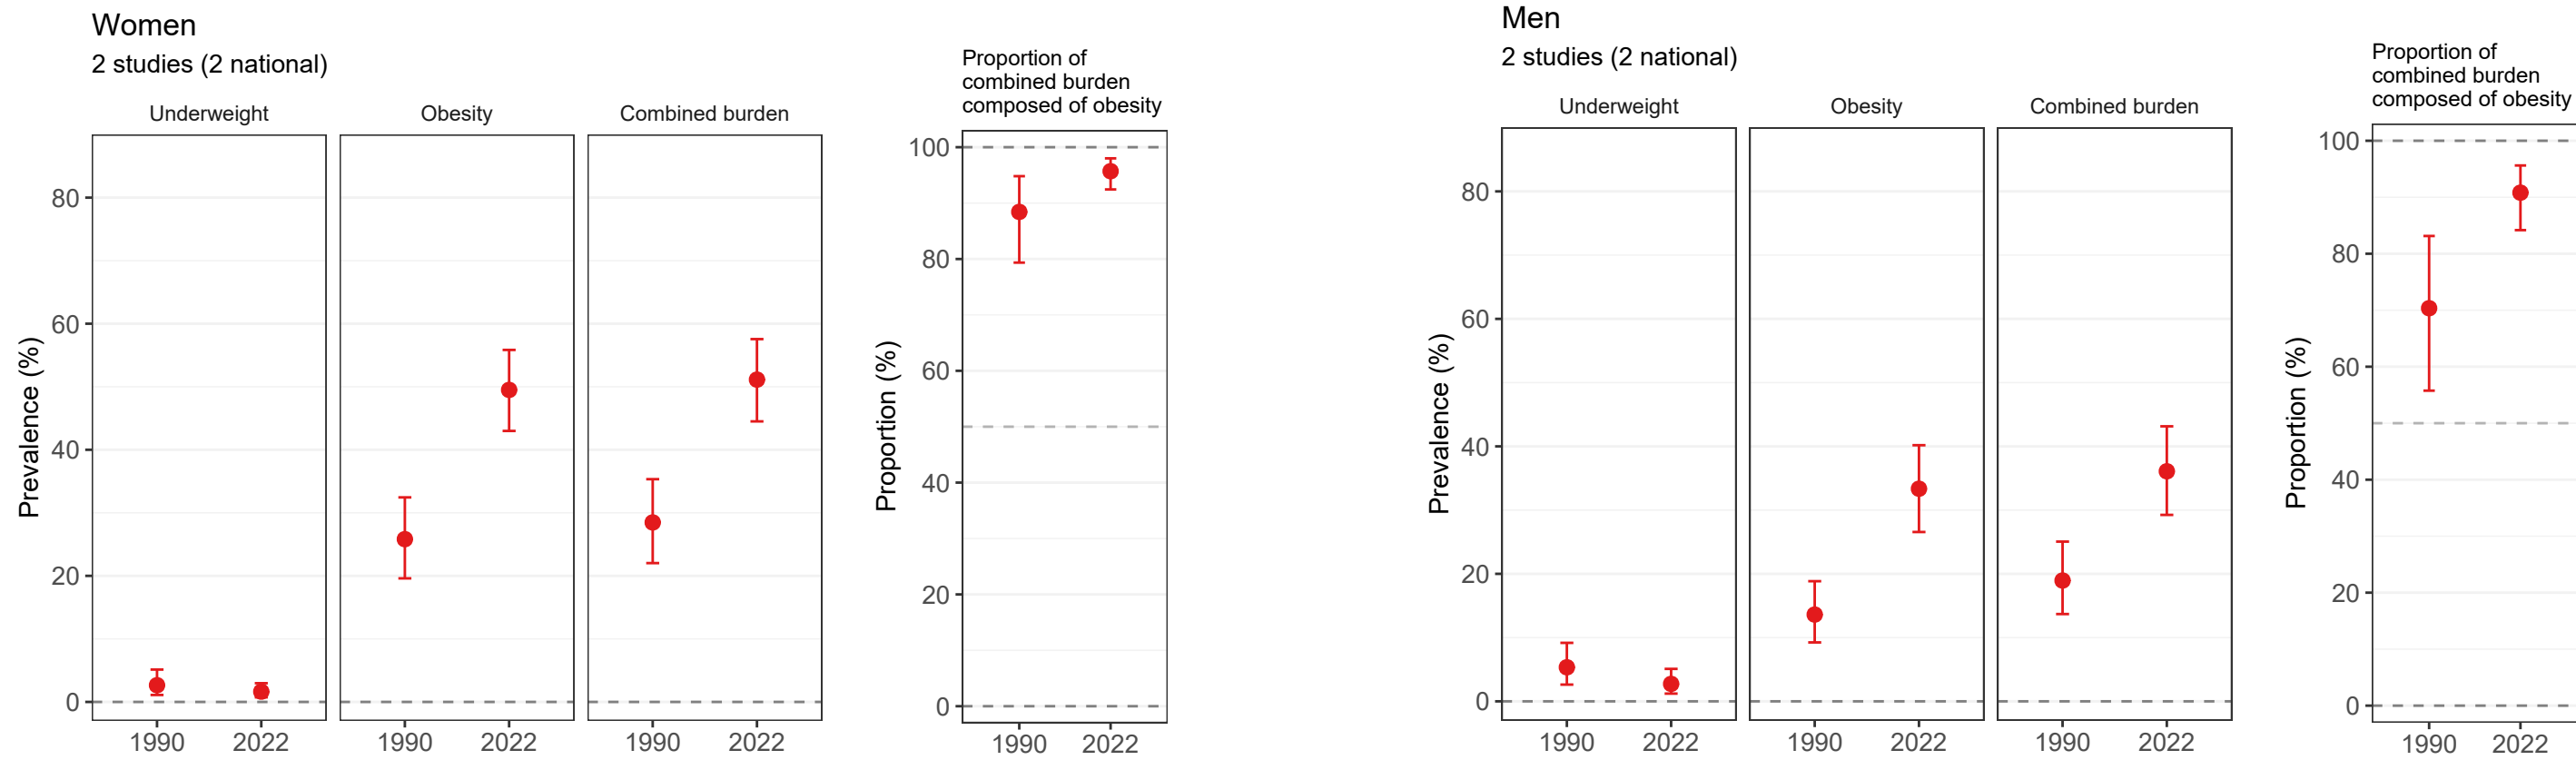 Women
2 studies (2 national)
Underweight
Obesity
Combined burden
Prevalence (%)
80
60
40
20
0
1990
2022
1990
2022
1990
2022
Proportion of
combined burden
composed of obesity
Proportion (%)
100
80
60
40
20
0
1990
2022
Men
2 studies (2 national)
Underweight
Obesity
Combined burden
Prevalence (%)
80
60
40
20
0
1990
2022
1990
2022
1990
2022
Proportion of
combined burden
composed of obesity
Proportion (%)
100
80
60
40
20
0
1990
2022